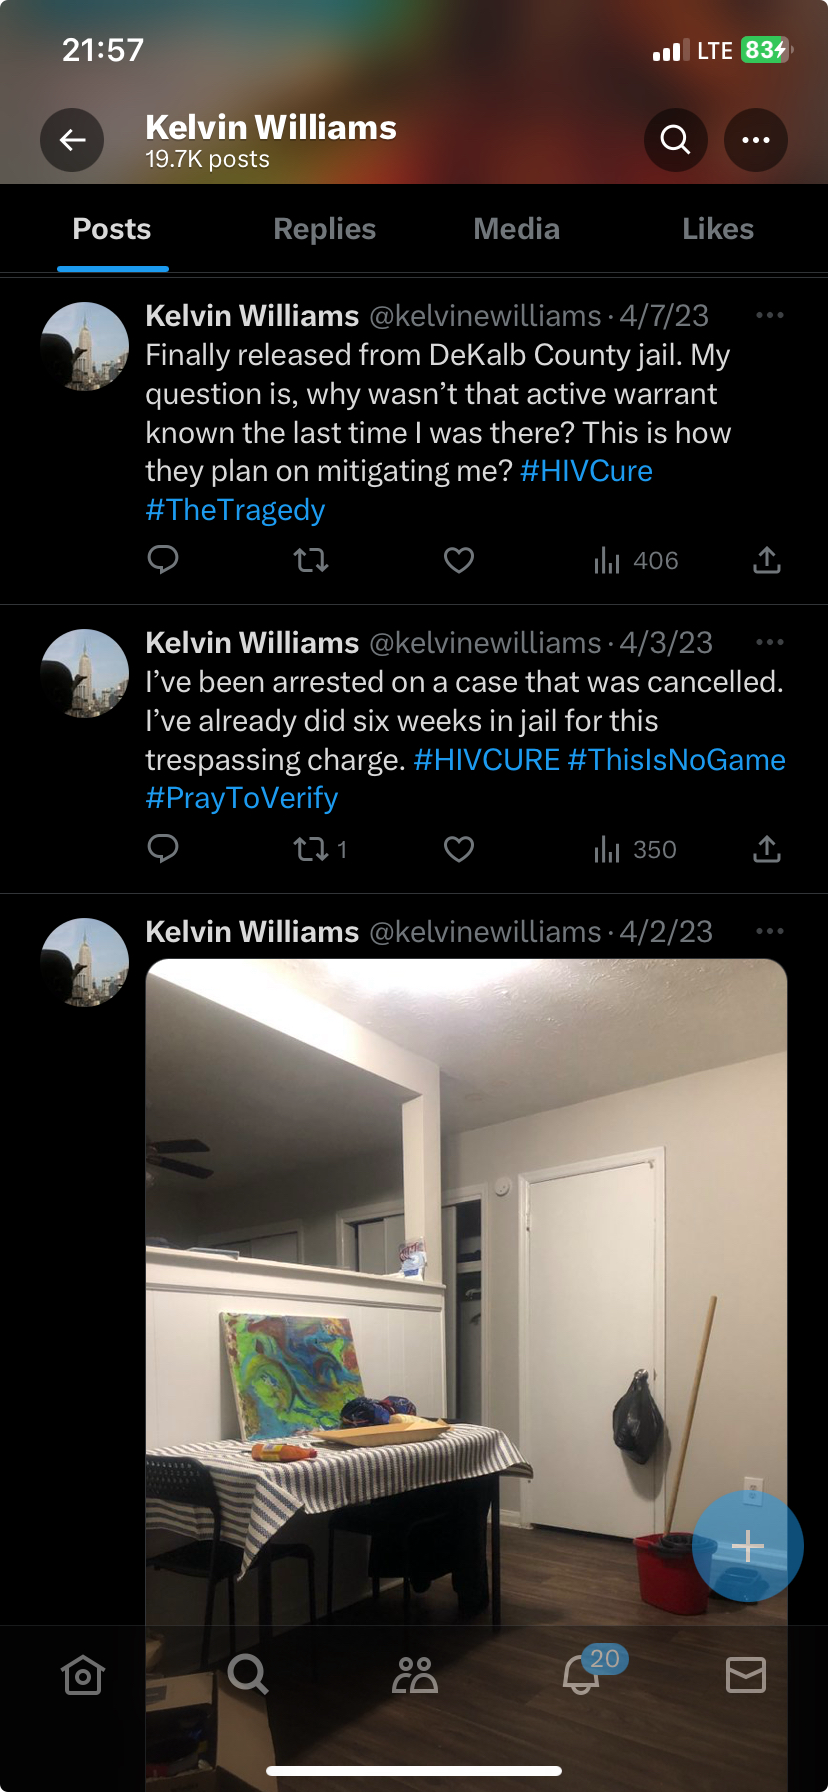 21:57
LTE 83
Kelvin Williams
19.7K posts
Posts Replies Media Likes
Kelvin Williams @kelvinewilliams · 4/7/23
Finally released from DeKalb County jail. My
question is, why wasn’t that active warrant
known the last time I was there? This is how
they plan on mitigating me? #HIVCure
#TheTragedy
406
Kelvin Williams @kelvinewilliams · 4/3/23
I’ve been arrested on a case that was cancelled.
I’ve already did six weeks in jail for this
trespassing charge. #HIVCURE #ThisIsNoGame
#PrayToVerify
1 350
Kelvin Williams @kelvinewilliams · 4/2/23
20